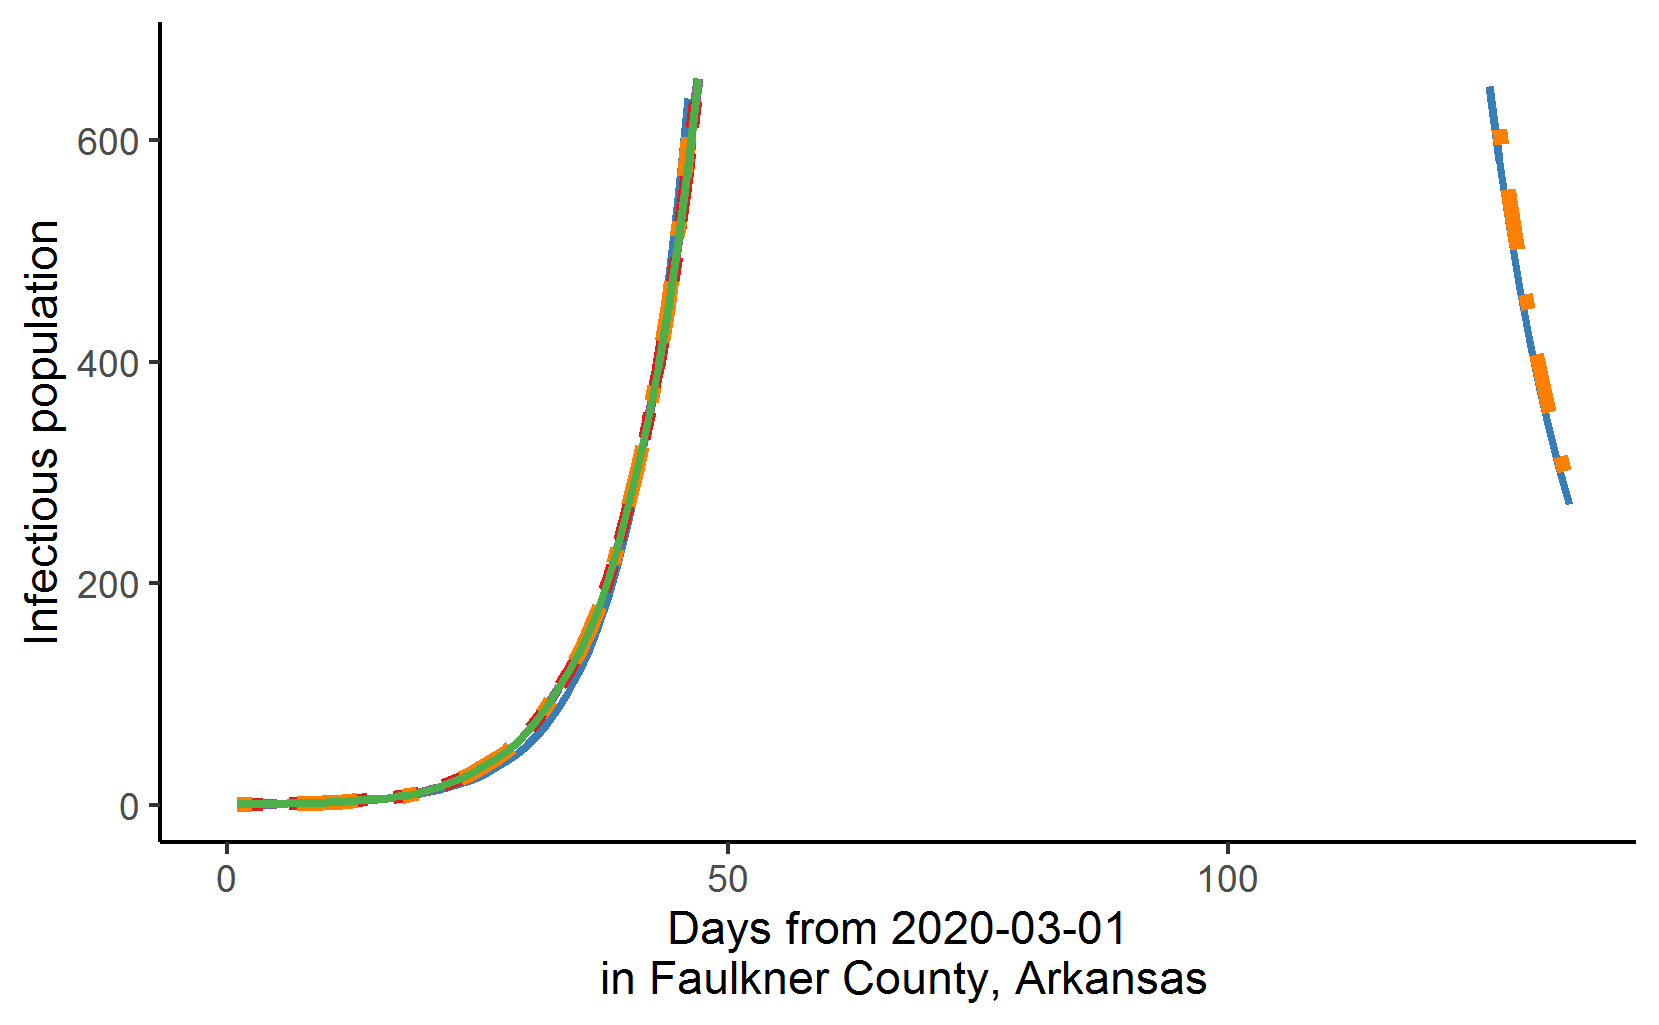 Infectious population
600
400
200
0
0 50 100
Days from 2020-03-01
in Faulkner County, Arkansas